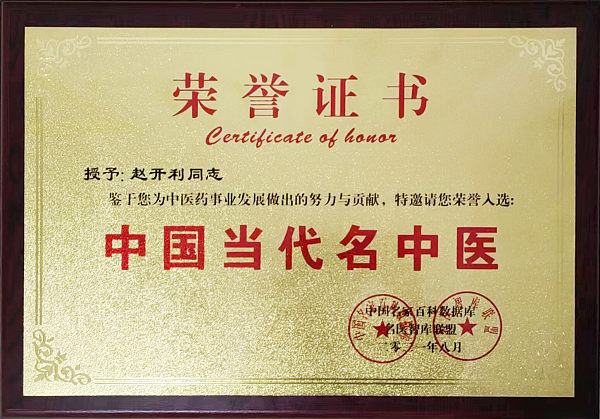 荣誉证书
Certificate of honor
授予:赵开利同志
鉴于您为中医药事业发展做出的努力与贡献,特邀请您荣誉入选:
中国当代名中医
中国名家百科数据库
名医智库联盟
二零二一年八月